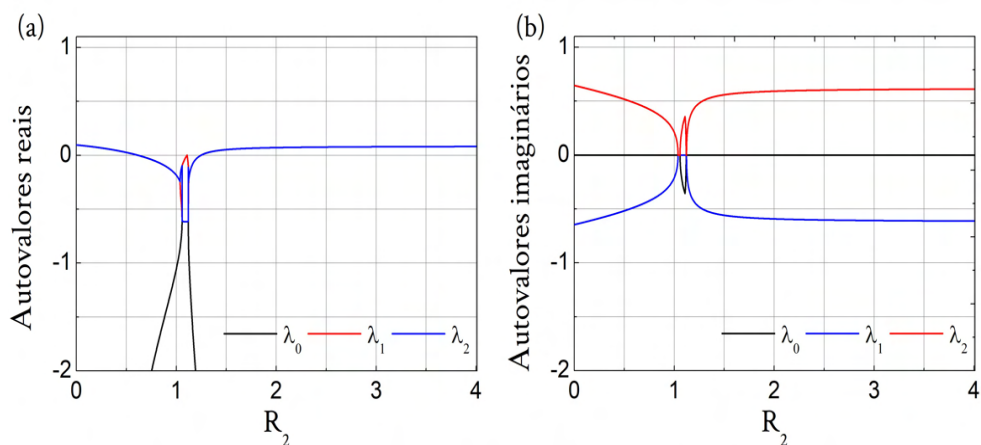 (a)
Autovalores reais
1
0
-1
-2
0 1 2 3 4
R2
λ0 λ1 λ2
(b)
Autovalores imaginários
1
0
-1
-2
0 1 2 3 4
R2
λ0 λ1 λ2